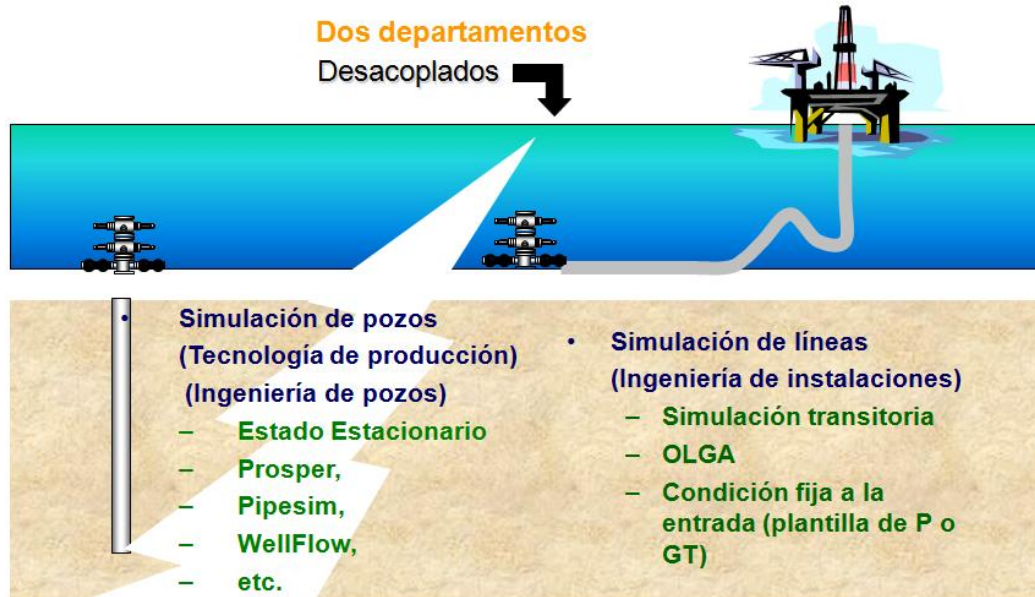 Dos departamentos
Desacoplados
• Simulación de pozos
(Tecnología de producción)
(Ingeniería de pozos)
– Estado Estacionario
– Prosper,
– Pipesim,
– WellFlow,
– etc.
• Simulación de líneas
(Ingeniería de instalaciones)
– Simulación transitoria
– OLGA
– Condición fija a la
entrada (plantilla de P o
GT)